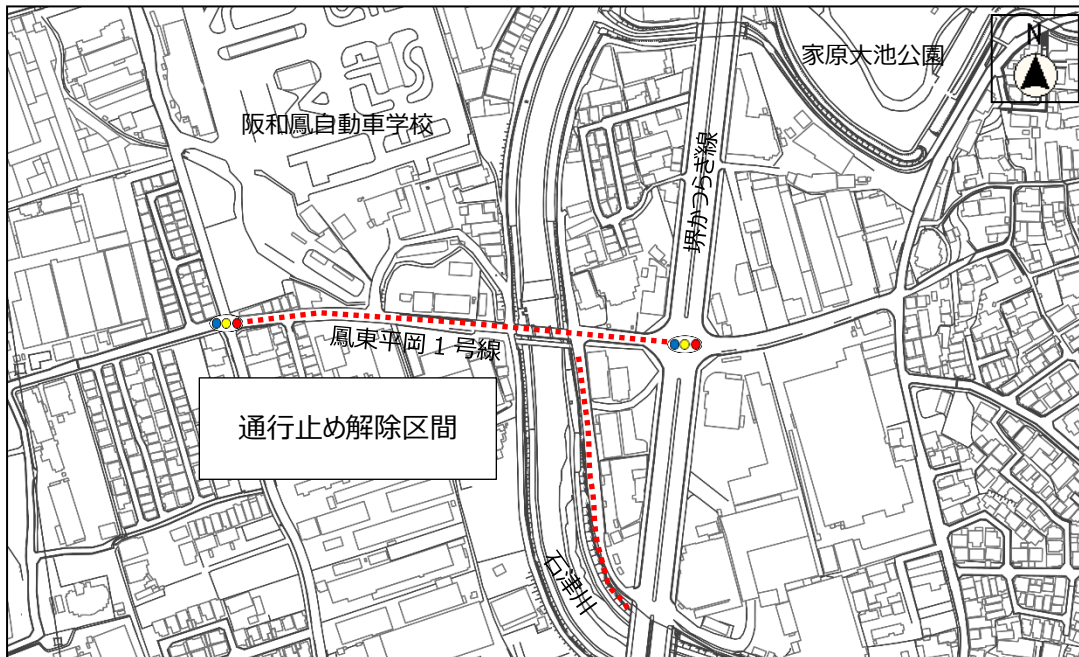 家原大池公園
N
阪和鳳自動車学校
堺かつらぎ線
鳳東平岡1号線
通行止め解除区間
石津川